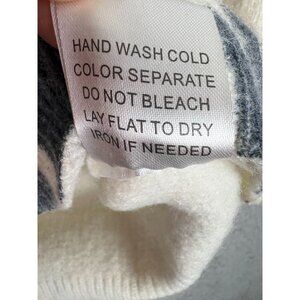 HAND WASH COLD
COLOR SEPARATE
DO NOT BLEACH
LAY FLAT TO DRY
IRON IF NEEDED